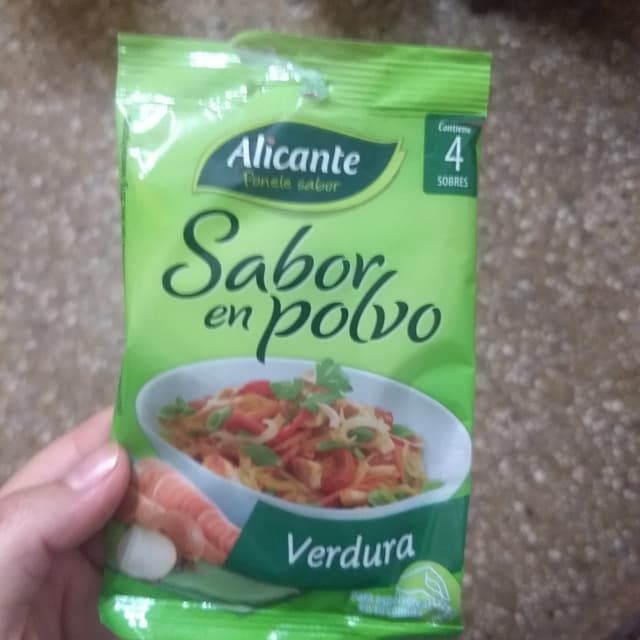 Alicante
Ponele sabor
Contiene
4
SOBRES
Sabor
en polvo
Verdura